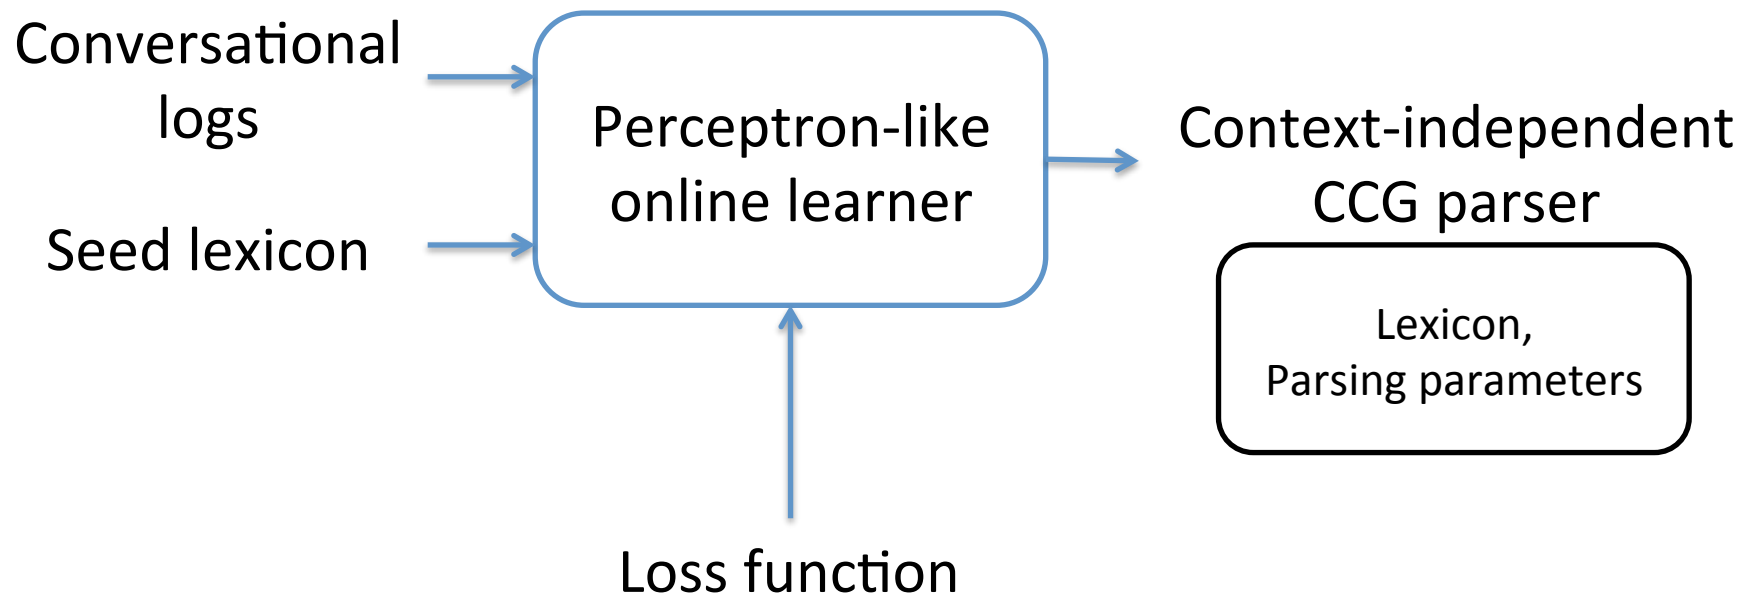 Conversational
logs
Seed lexicon
Perceptron-like
online learner
Loss function
Context-independent
CCG parser
Lexicon,
Parsing parameters